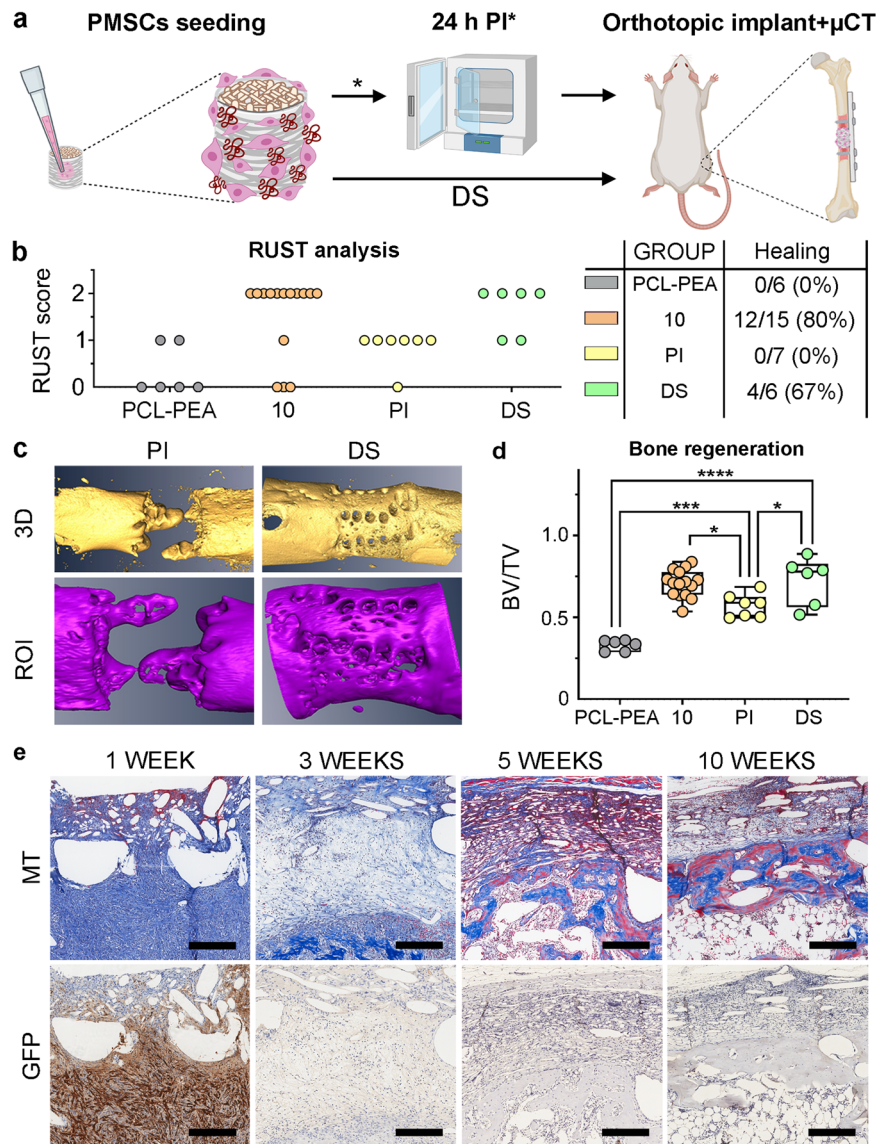 a
PMSCs seeding
24 h PI*
Orthotopic implant+µCT
*
DS
b
RUST analysis
RUST score
2
1
0
PCL-PEA
10
PI
DS
GROUP Healing
PCL-PEA 0/6 (0%)
10 12/15 (80%)
PI 0/7 (0%)
DS 4/6 (67%)
c
PI
DS
3D
ROI
d
Bone regeneration
****
***
*
*
BV/TV
1.0
0.5
0
PCL-PEA
10
PI
DS
e
1 WEEK
3 WEEKS
5 WEEKS
10 WEEKS
MT
GFP